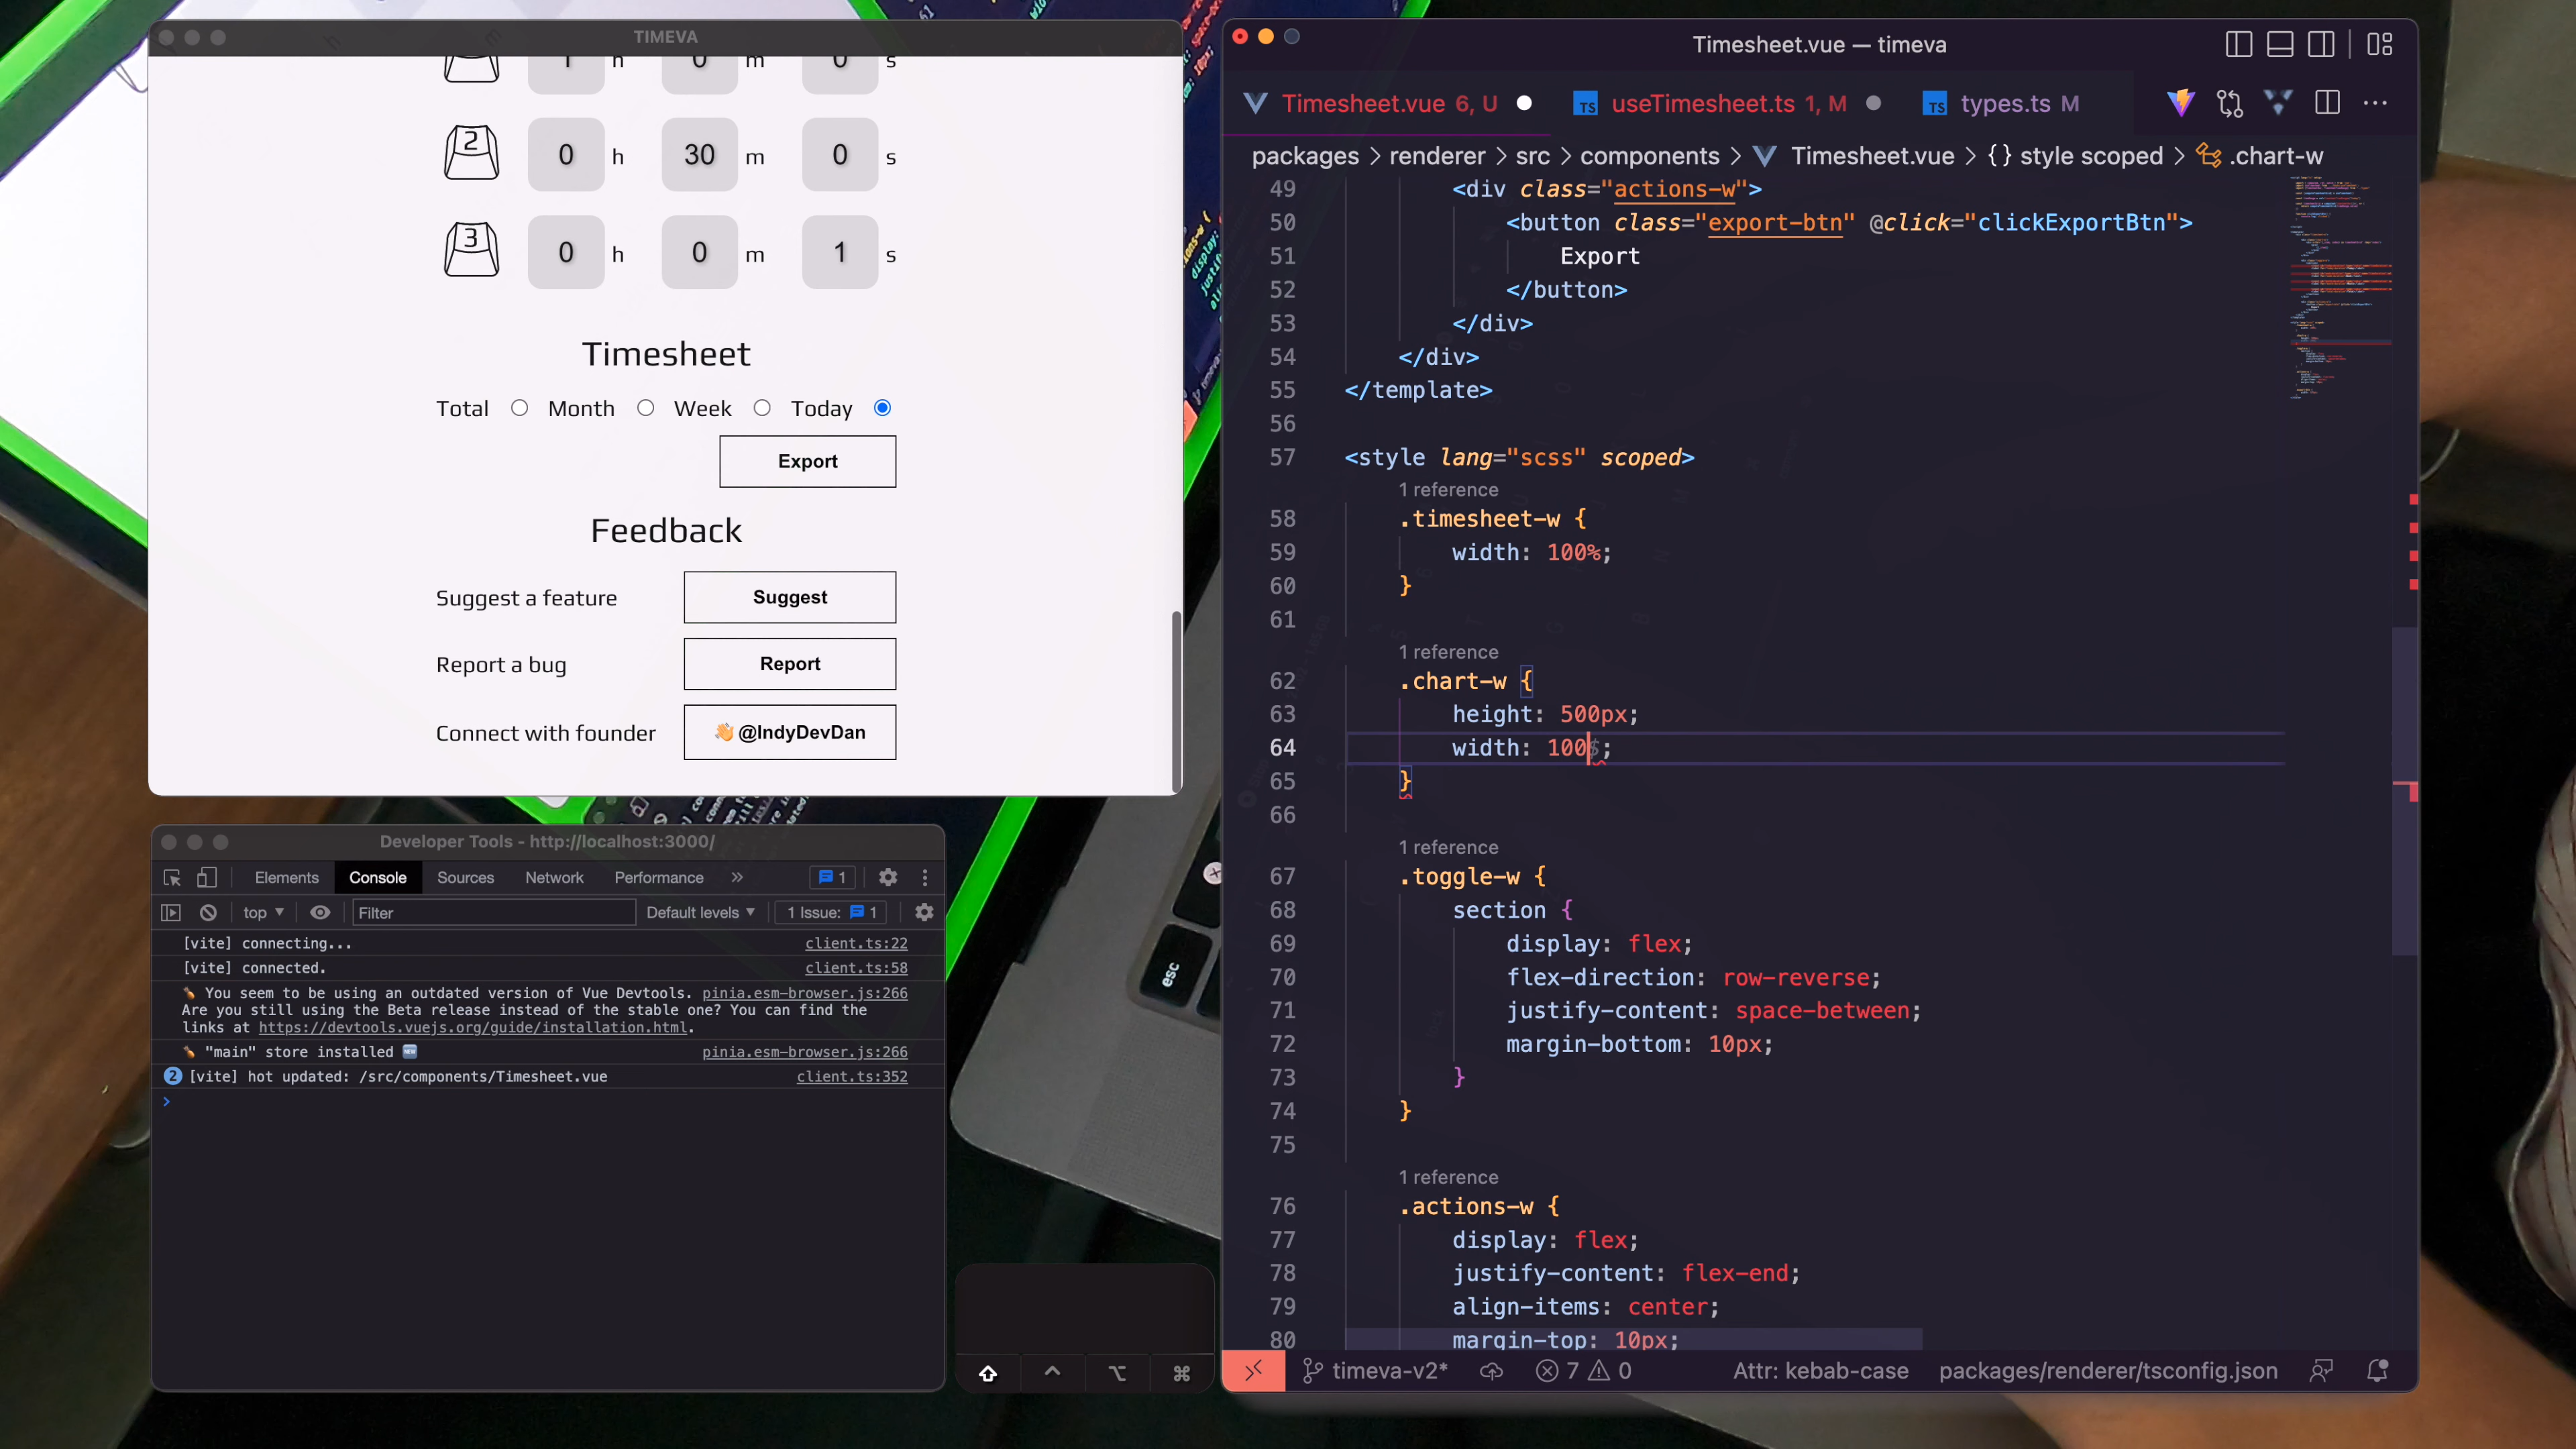 TIMEVA
1 h 0 m 0 s
2 0 h 30 m 0 s
3 0 h 0 m 1 s
Timesheet
Total Month Week Today
Export
Feedback
Suggest a feature Suggest
Report a bug Report
Connect with founder 👋 @IndyDevDan
Developer Tools - http://localhost:3000/
Elements Console Sources Network Performance » 1
top ▼ Filter Default levels ▼ 1 Issue: 1
[vite] connecting... client.ts:22
[vite] connected. client.ts:58
🍍 You seem to be using an outdated version of Vue Devtools. pinia.esm-browser.js:266
Are you still using the Beta release instead of the stable one? You can find the
links at https://devtools.vuejs.org/guide/installation.html.
🍍 "main" store installed 🆕 pinia.esm-browser.js:266
2 [vite] hot updated: /src/components/Timesheet.vue client.ts:352
>
esc
Timesheet.vue — timeva
Timesheet.vue 6, U TS useTimesheet.ts 1, M TS types.ts M
packages > renderer > src > components > Timesheet.vue > {} style scoped > .chart-w
49 <div class="actions-w">
50 <button class="export-btn" @click="clickExportBtn">
51 Export
52 </button>
53 </div>
54 </div>
55 </template>
56
57 <style lang="scss" scoped>
1 reference
58 .timesheet-w {
59 width: 100%;
60 }
61
1 reference
62 .chart-w {
63 height: 500px;
64 width: 100$;
65 }
66
1 reference
67 .toggle-w {
68 section {
69 display: flex;
70 flex-direction: row-reverse;
71 justify-content: space-between;
72 margin-bottom: 10px;
73 }
74 }
75
1 reference
76 .actions-w {
77 display: flex;
78 justify-content: flex-end;
79 align-items: center;
80 margin-top: 10px;
timeva-v2* 7 0 Attr: kebab-case packages/renderer/tsconfig.json